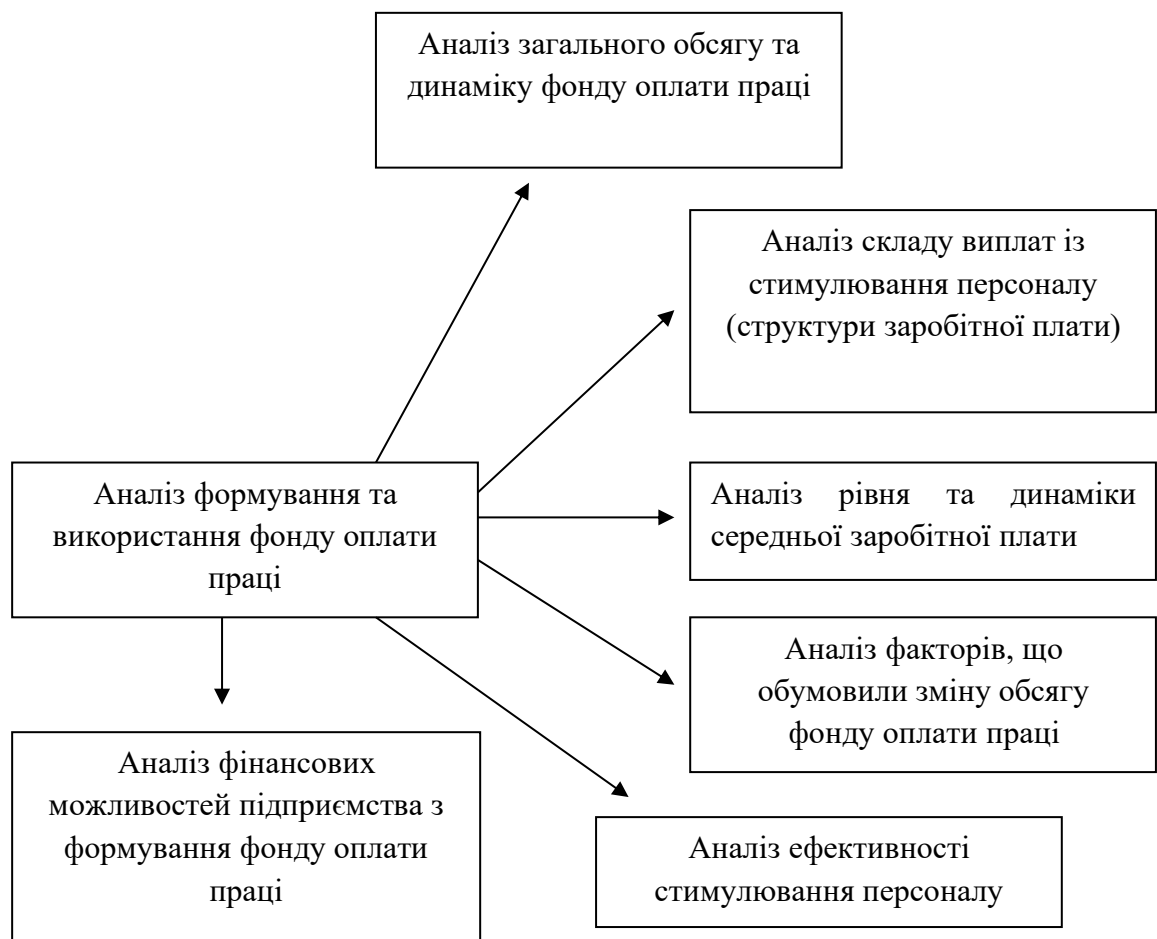 Аналіз загального обсягу та
динаміку фонду оплати праці
Аналіз складу виплат із
стимулювання персоналу
(структури заробітної плати)
Аналіз формування та
використання фонду оплати
праці
Аналіз рівня та динаміки
середньої заробітної плати
Аналіз факторів, що
обумовили зміну обсягу
фонду оплати праці
Аналіз фінансових
можливостей підприємства з
формування фонду оплати
праці
Аналіз ефективності
стимулювання персоналу